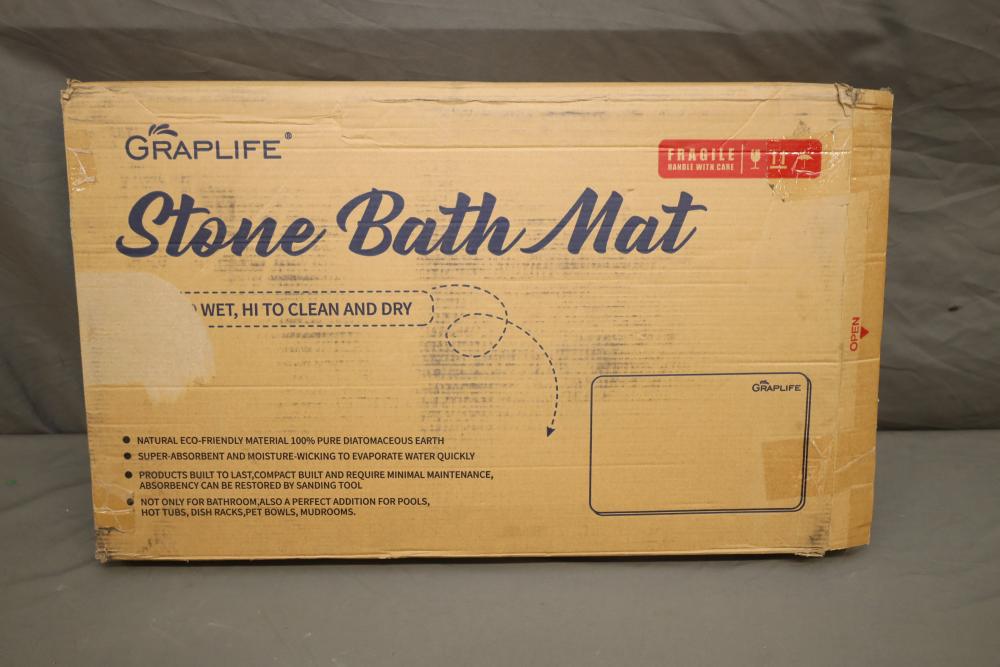 GRAPLIFE®
FRAGILE
HANDLE WITH CARE
Stone Bath Mat
WET, HI TO CLEAN AND DRY
OPEN
GRAPLIFE
NATURAL ECO-FRIENDLY MATERIAL 100% PURE DIATOMACEOUS EARTH
SUPER-ABSORBENT AND MOISTURE-WICKING TO EVAPORATE WATER QUICKLY
PRODUCTS BUILT TO LAST,COMPACT BUILT AND REQUIRE MINIMAL MAINTENANCE,
ABSORBENCY CAN BE RESTORED BY SANDING TOOL
NOT ONLY FOR BATHROOM,ALSO A PERFECT ADDITION FOR POOLS,
HOT TUBS, DISH RACKS,PET BOWLS, MUDROOMS.